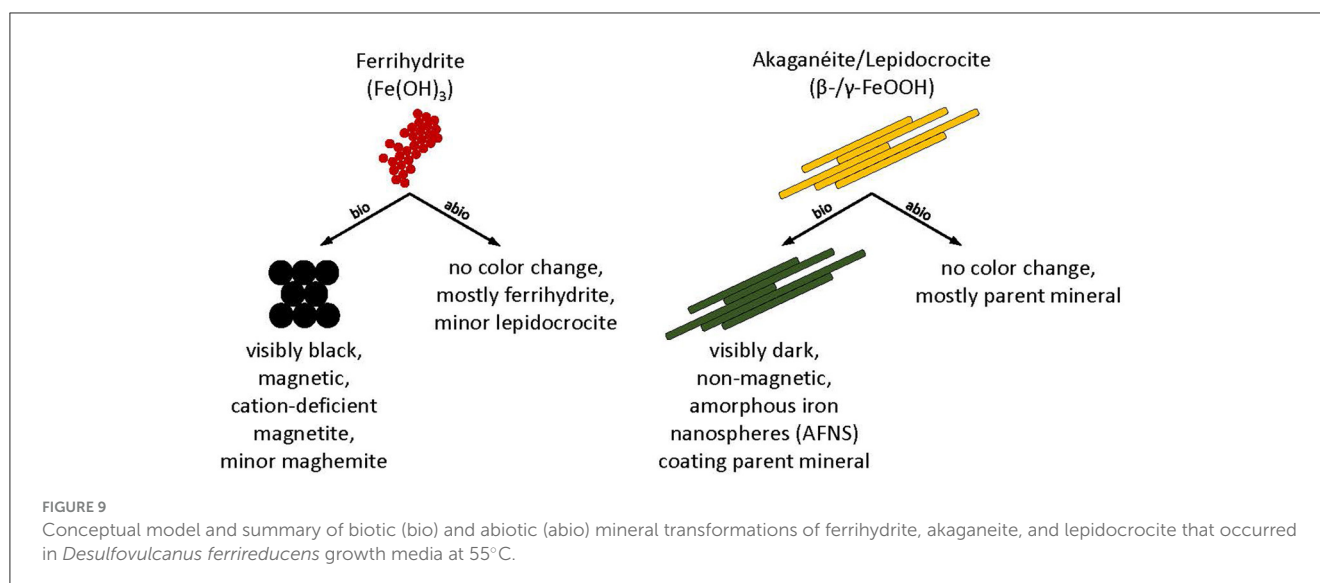 Ferrihydrite
(Fe(OH)₃)
bio
abio
visibly black,
magnetic,
cation-deficient
magnetite,
minor maghemite
no color change,
mostly ferrihydrite,
minor lepidocrocite
Akaganéite/Lepidocrocite
(β-/γ-FeOOH)
bio
abio
visibly dark,
non-magnetic,
amorphous iron
nanospheres (AFNS)
coating parent mineral
no color change,
mostly parent mineral
FIGURE 9
Conceptual model and summary of biotic (bio) and abiotic (abio) mineral transformations of ferrihydrite, akaganeite, and lepidocrocite that occurred
in Desulfovulcanus ferrireducens growth media at 55°C.